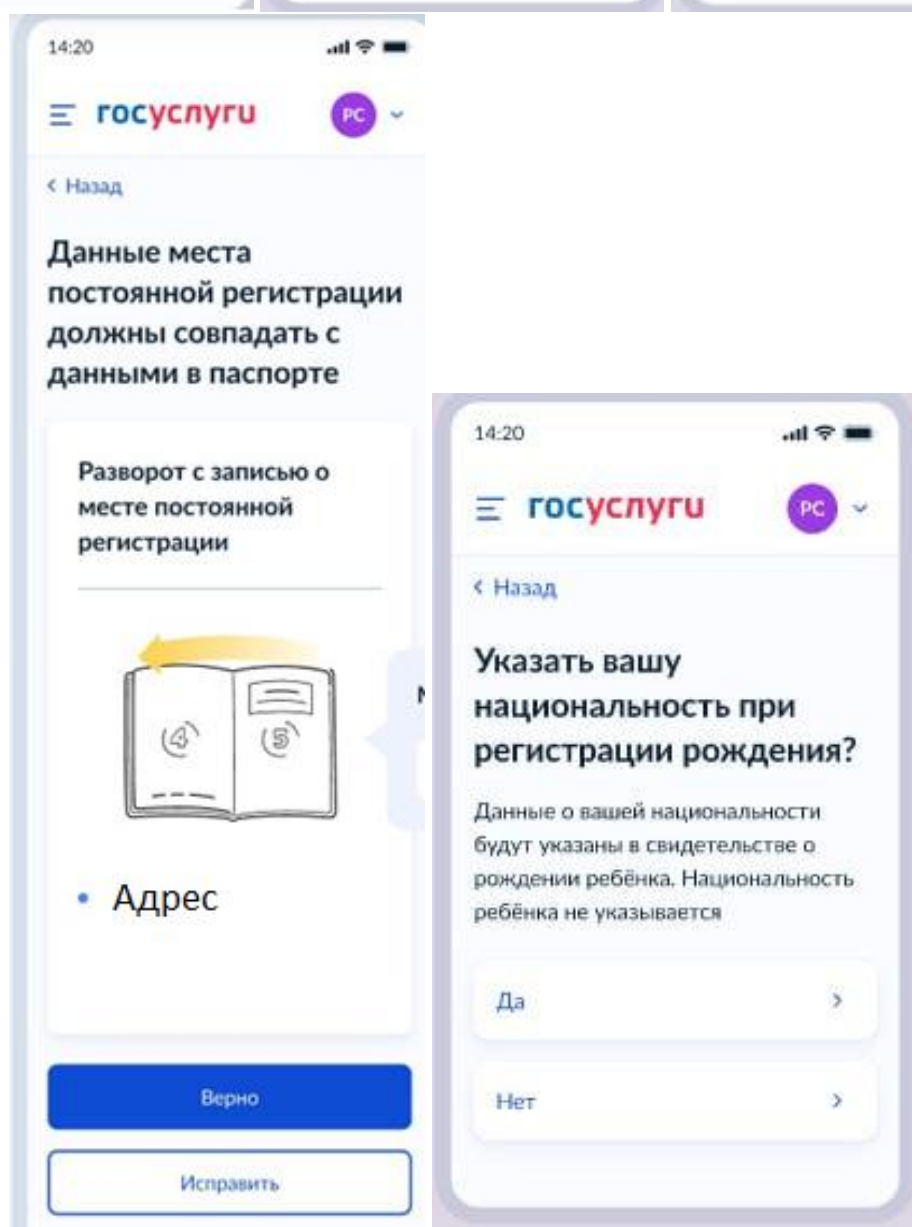 14:20
госуслуги
РС
Назад
Данные места
постоянной регистрации
должны совпадать с
данными в паспорте
Разворот с записью о
месте постоянной
регистрации
4
5
• Адрес
Верно
Исправить
14:20
госуслуги
РС
Назад
Указать вашу
национальность при
регистрации рождения?
Данные о вашей национальности
будут указаны в свидетельстве о
рождении ребёнка. Национальность
ребёнка не указывается
Да
Нет